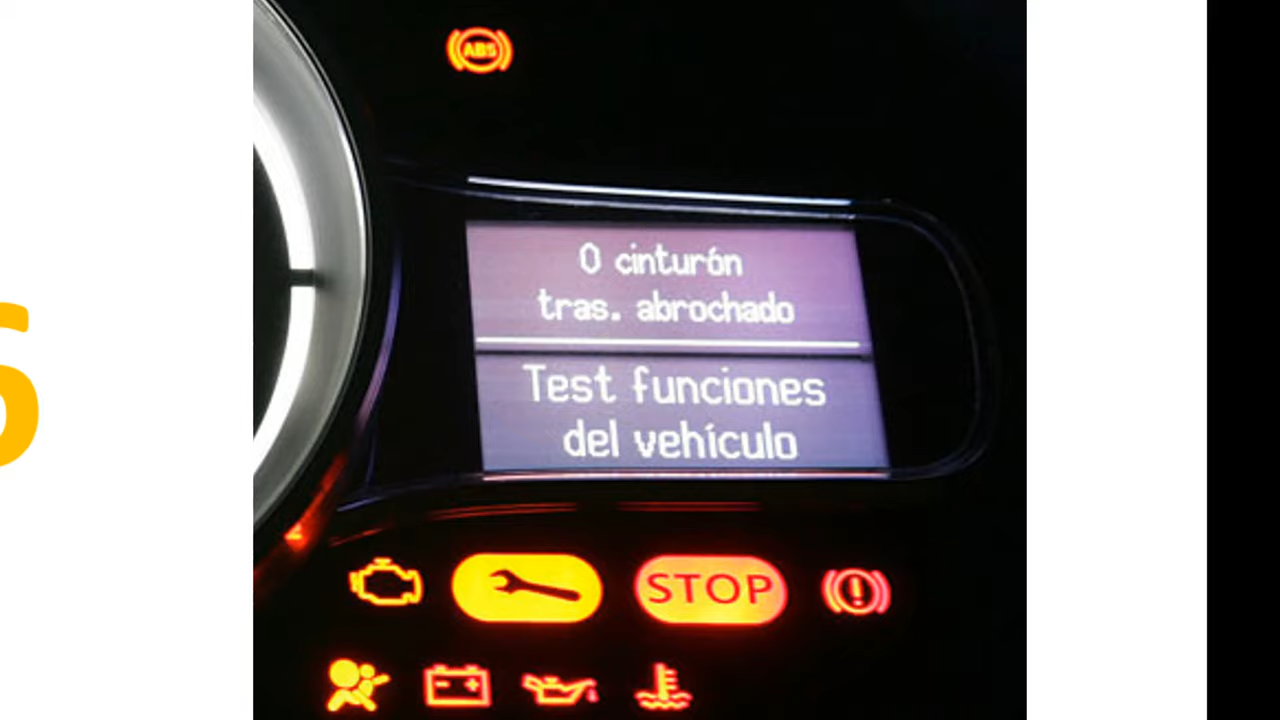 ABS
0 cinturón
tras. abrochado
Test funciones
del vehículo
STOP